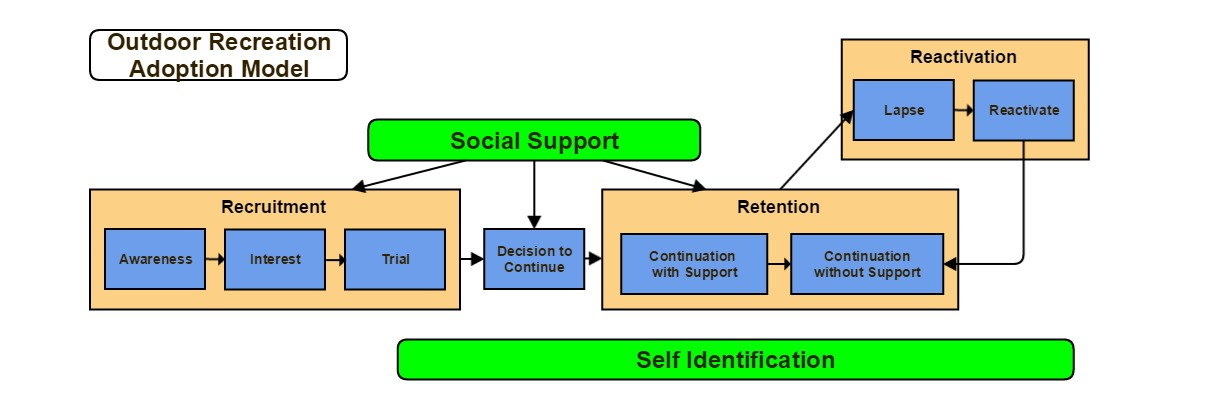 Outdoor Recreation
Adoption Model
Reactivation
Lapse
Reactivate
Social Support
Recruitment
Awareness
Interest
Trial
Decision to
Continue
Retention
Continuation
with Support
Continuation
without Support
Self Identification